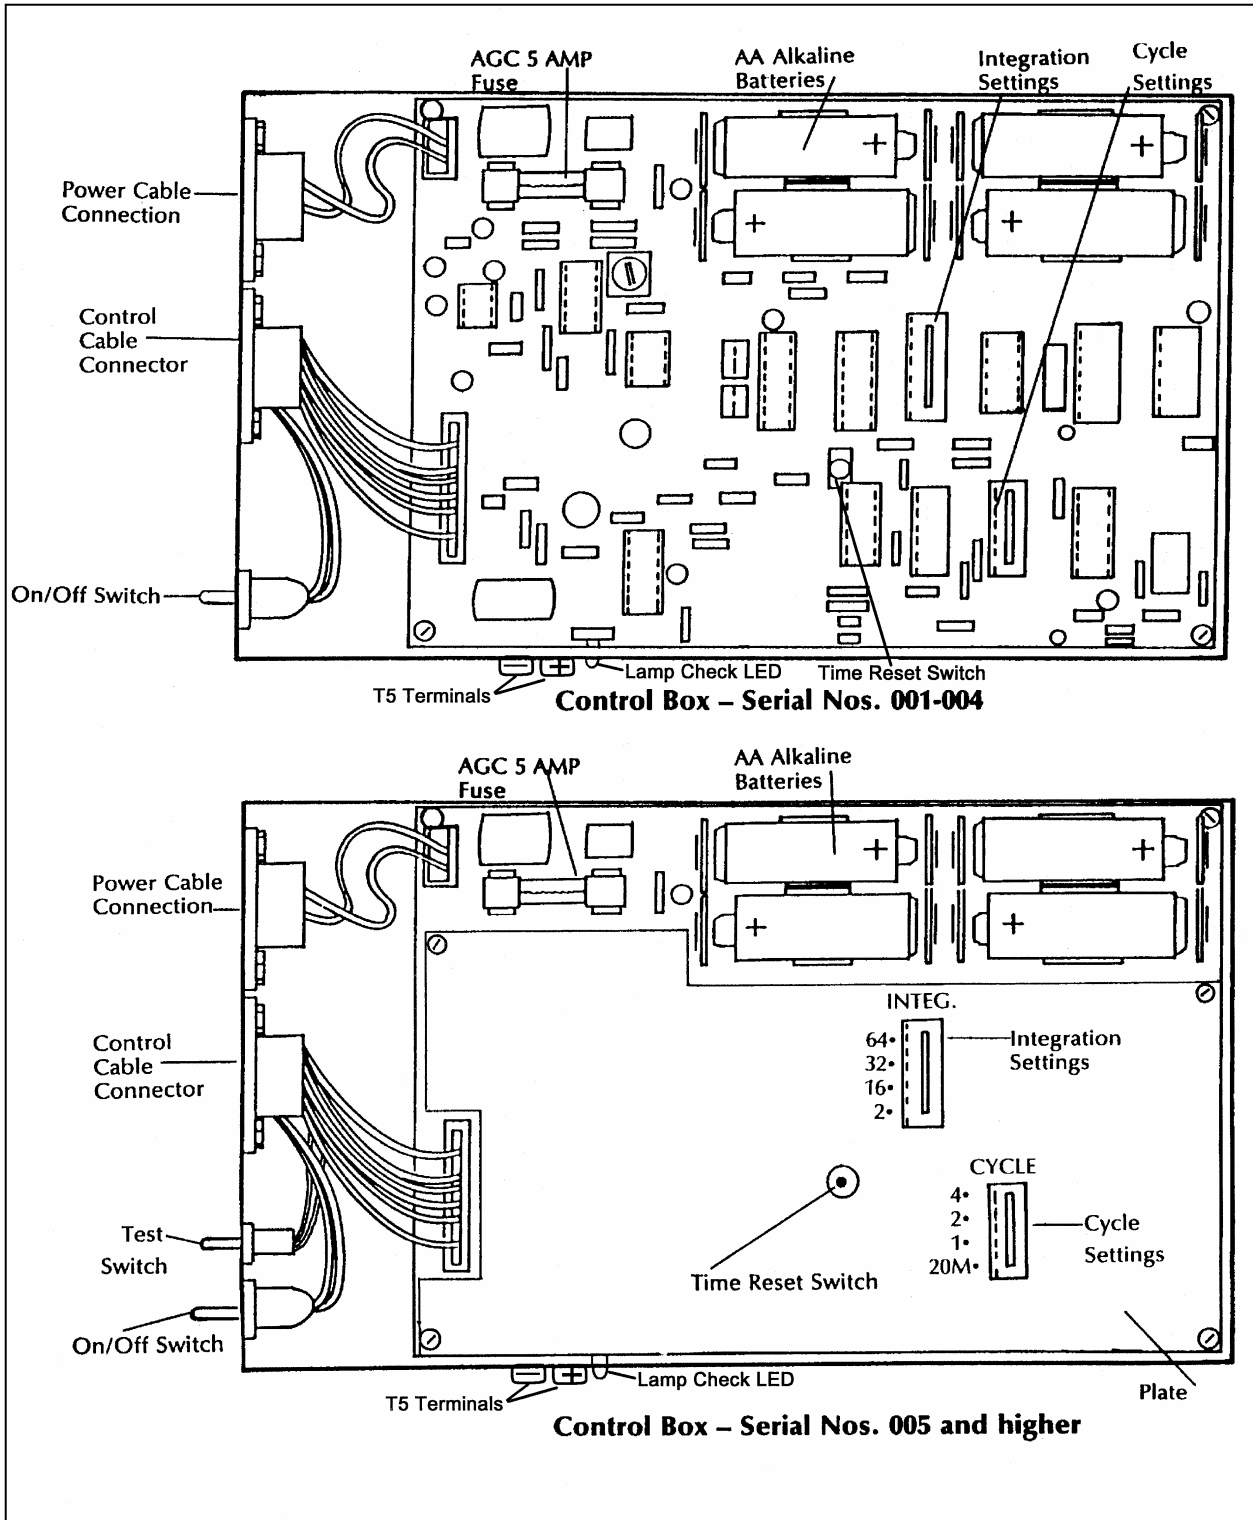 AGC 5 AMP
Fuse
AA Alkaline
Batteries
Integration
Settings
Cycle
Settings
+
+
+
+
Power Cable
Connection
Control
Cable
Connector
On/Off Switch
−
+
Lamp Check LED
Time Reset Switch
T5 Terminals
Control Box – Serial Nos. 001-004
AGC 5 AMP
Fuse
AA Alkaline
Batteries
+
+
+
+
Power Cable
Connection
INTEG.
64•
32•
16•
2•
Integration
Settings
Control
Cable
Connector
CYCLE
4•
2•
1•
20M•
Cycle
Settings
Test
Switch
Time Reset Switch
On/Off Switch
−
+
Lamp Check LED
T5 Terminals
Plate
Control Box – Serial Nos. 005 and higher